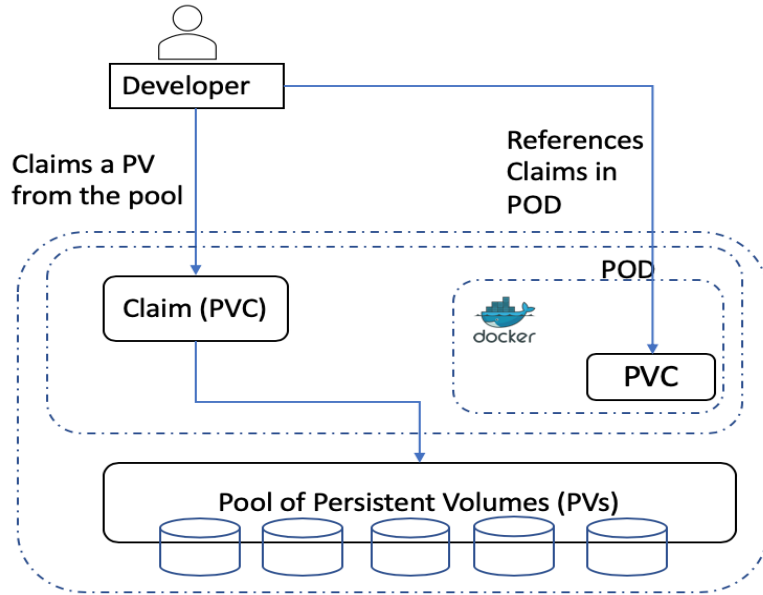 Developer
Claims a PV
from the pool
References
Claims in
POD
POD
Claim (PVC)
docker
PVC
Pool of Persistent Volumes (PVs)